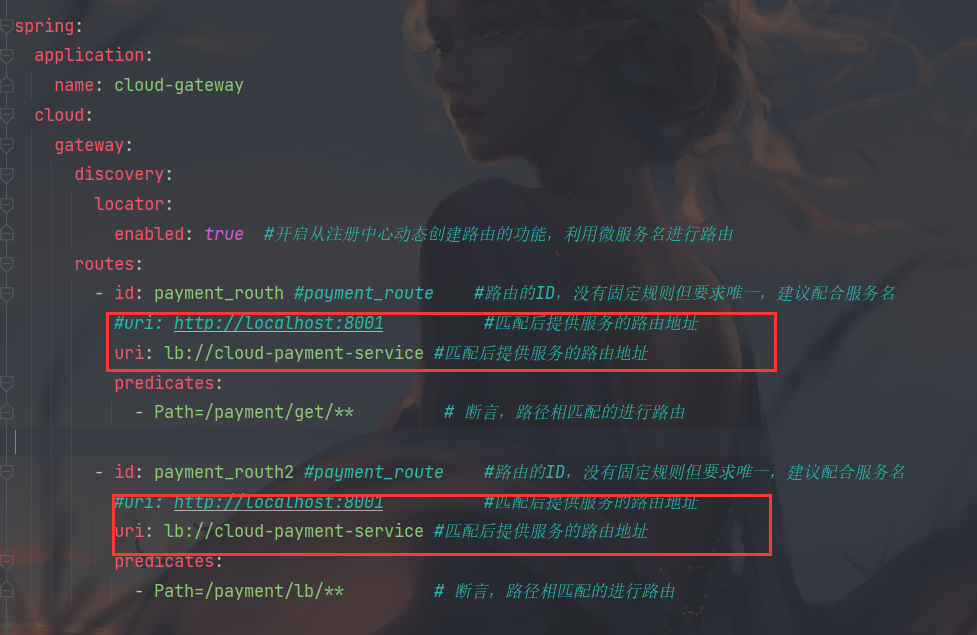 spring:
application:
name: cloud-gateway
cloud:
gateway:
discovery:
locator:
enabled: true #开启从注册中心动态创建路由的功能，利用微服务名进行路由
routes:
- id: payment_routh #payment_route #路由的ID，没有固定规则但要求唯一，建议配合服务名
#uri: http://localhost:8001 #匹配后提供服务的路由地址
uri: lb://cloud-payment-service #匹配后提供服务的路由地址
predicates:
- Path=/payment/get/** # 断言，路径相匹配的进行路由
- id: payment_routh2 #payment_route #路由的ID，没有固定规则但要求唯一，建议配合服务名
#uri: http://localhost:8001 #匹配后提供服务的路由地址
uri: lb://cloud-payment-service #匹配后提供服务的路由地址
predicates:
- Path=/payment/lb/** # 断言，路径相匹配的进行路由